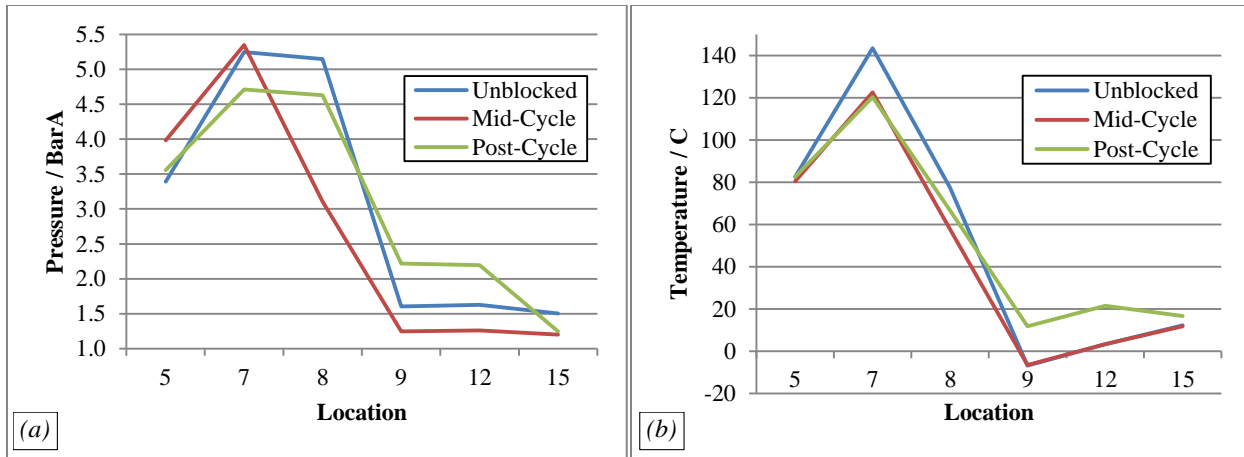 5.5
5.0
4.5
4.0
3.5
3.0
2.5
2.0
1.5
1.0
Pressure / BarA
Unblocked
Mid-Cycle
Post-Cycle
5 7 8 9 12 15
Location
(a)
140
120
100
80
60
40
20
0
-20
Temperature / C
Unblocked
Mid-Cycle
Post-Cycle
5 7 8 9 12 15
Location
(b)